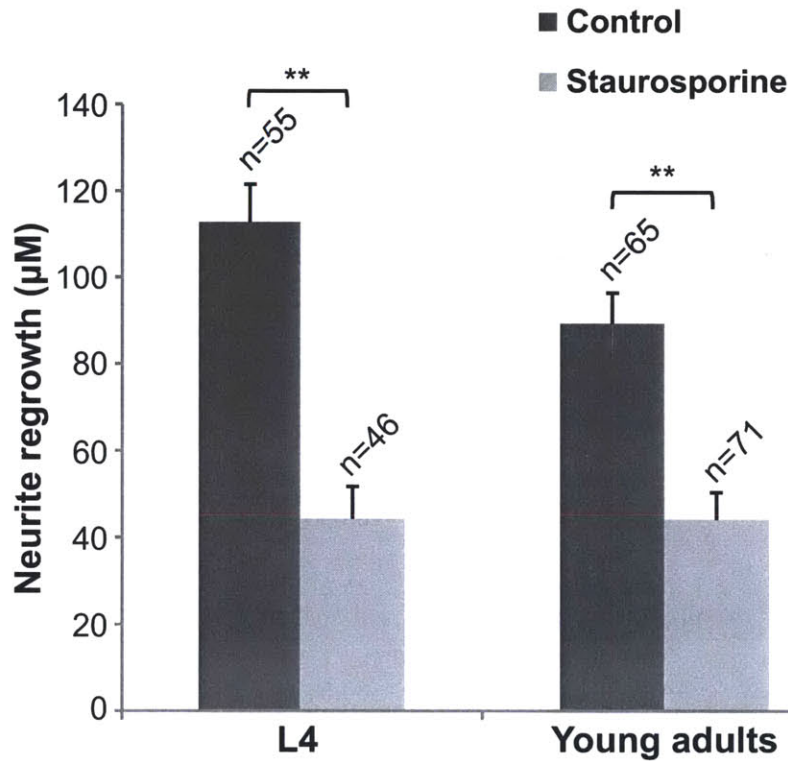 Control
Staurosporine
Neurite regrowth (µM)
140
120
100
80
60
40
20
0
**
n=55
n=46
**
n=65
n=71
L4
Young adults